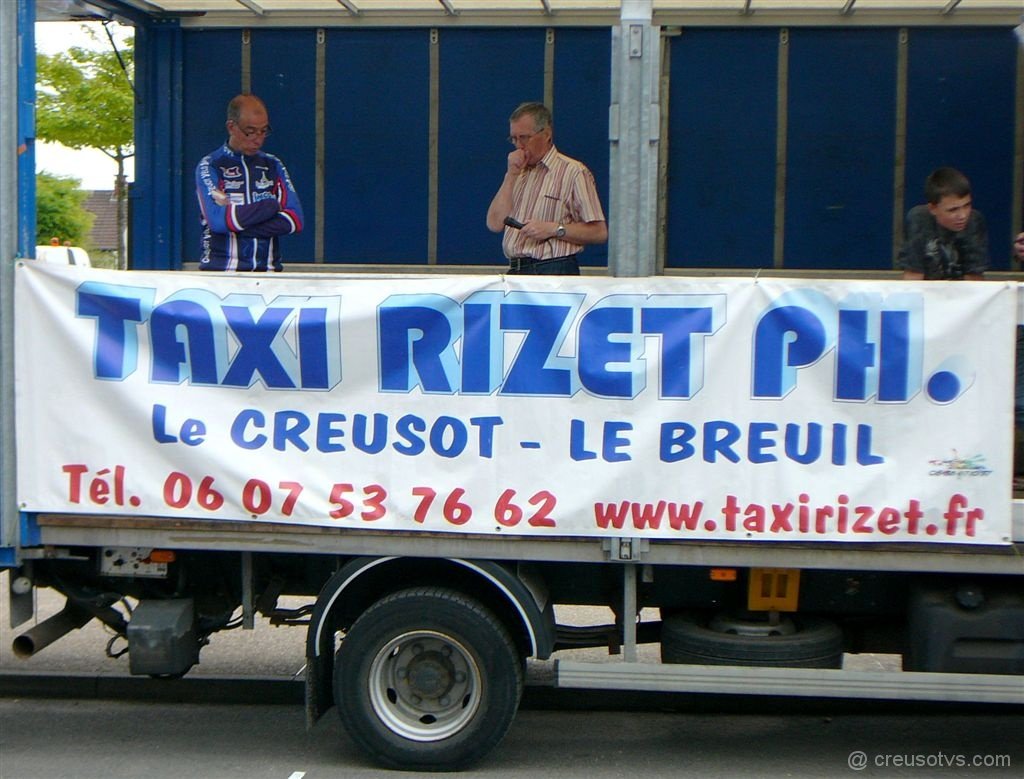 TAXI RIZET PH.
Le CREUSOT - LE BREUIL
Tél. 06 07 53 76 62 www.taxirizet.fr
@ creusotvs.com